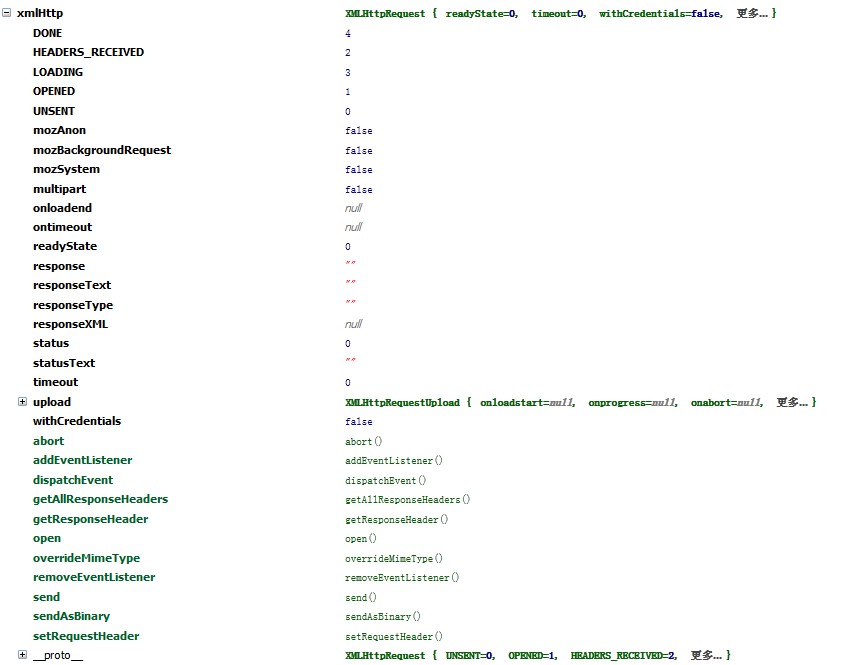 xmlHttp XMLHttpRequest { readyState=0, timeout=0, withCredentials=false, 更多... }
DONE 4
HEADERS_RECEIVED 2
LOADING 3
OPENED 1
UNSENT 0
mozAnon false
mozBackgroundRequest false
mozSystem false
multipart false
onloadend null
ontimeout null
readyState 0
response ""
responseText ""
responseType ""
responseXML null
status 0
statusText ""
timeout 0
upload XMLHttpRequestUpload { onloadstart=null, onprogress=null, onabort=null, 更多... }
withCredentials false
abort abort()
addEventListener addEventListener()
dispatchEvent dispatchEvent()
getAllResponseHeaders getAllResponseHeaders()
getResponseHeader getResponseHeader()
open open()
overrideMimeType overrideMimeType()
removeEventListener removeEventListener()
send send()
sendAsBinary sendAsBinary()
setRequestHeader setRequestHeader()
__proto__ XMLHttpRequest { UNSENT=0, OPENED=1, HEADERS_RECEIVED=2, 更多... }